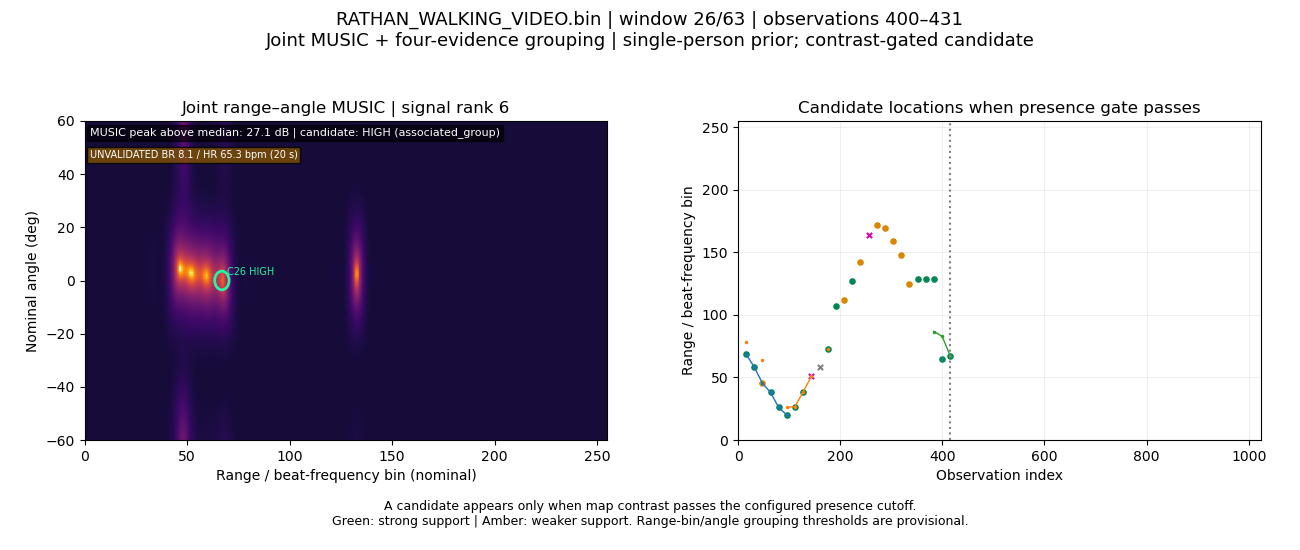 RATHAN_WALKING_VIDEO.bin | window 26/63 | observations 400–431
Joint MUSIC + four-evidence grouping | single-person prior; contrast-gated candidate
Joint range–angle MUSIC | signal rank 6
MUSIC peak above median: 27.1 dB | candidate: HIGH (associated_group)
UNVALIDATED BR 8.1 / HR 65.3 bpm (20 s)
C26 HIGH
Nominal angle (deg)
60
40
20
0
−20
−40
−60
0 50 100 150 200 250
Range / beat-frequency bin (nominal)
Candidate locations when presence gate passes
Range / beat-frequency bin
250
200
150
100
50
0
0 200 400 600 800 1000
Observation index
A candidate appears only when map contrast passes the configured presence cutoff.
Green: strong support | Amber: weaker support. Range-bin/angle grouping thresholds are provisional.